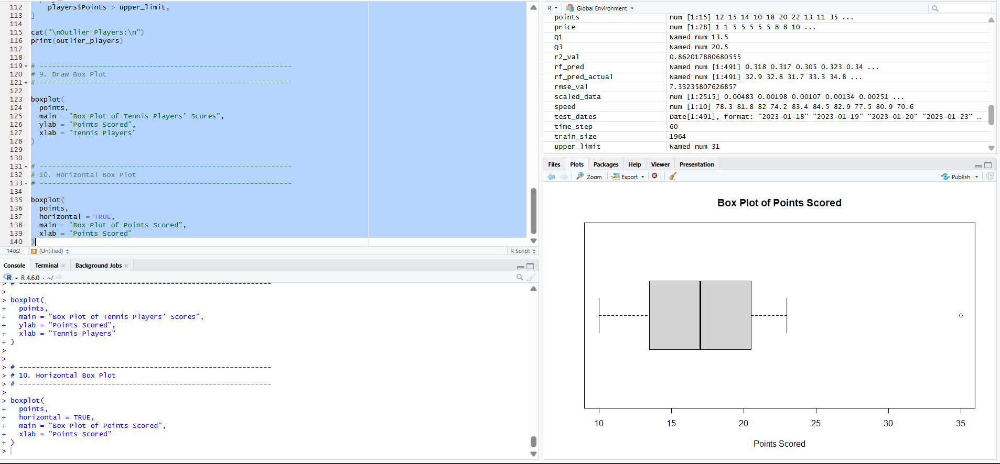 112     players$Points > upper_limit,
113 ]
114
115 cat("\nOutlier Players:\n")
116 print(outlier_players)
117
118
119 # ------------------------------------------------------------
120 # 9. Draw Box Plot
121 # ------------------------------------------------------------
122
123 boxplot(
124   points,
125   main = "Box Plot of Tennis Players' Scores",
126   ylab = "Points Scored",
127   xlab = "Tennis Players"
128 )
129
130
131 # ------------------------------------------------------------
132 # 10. Horizontal Box Plot
133 # ------------------------------------------------------------
134
135 boxplot(
136   points,
137   horizontal = TRUE,
138   main = "Box Plot of Points Scored",
139   xlab = "Points Scored"
140 )
140:2 # (Untitled) R Script
Console Terminal Background Jobs
R R 4.6.0 · ~/
> # ------------------------------------------------------------
>
> boxplot(
+   points,
+   main = "Box Plot of Tennis Players' Scores",
+   ylab = "Points Scored",
+   xlab = "Tennis Players"
+ )
>
>
> # ------------------------------------------------------------
> # 10. Horizontal Box Plot
> # ------------------------------------------------------------
>
> boxplot(
+   points,
+   horizontal = TRUE,
+   main = "Box Plot of Points Scored",
+   xlab = "Points Scored"
+ )
>
R Global Environment
points num [1:15] 12 15 14 10 18 20 22 13 11 35 ...
price num [1:28] 1 1 5 5 5 5 5 8 8 10 ...
Q1 Named num 13.5
Q3 Named num 20.5
r2_val 0.862017880680555
rf_pred Named num [1:491] 0.318 0.317 0.305 0.323 0.34 ...
rf_pred_actual Named num [1:491] 32.9 32.8 31.7 33.3 34.8 ...
rmse_val 7.33235807626857
scaled_data num [1:2515] 0.00483 0.00198 0.00107 0.00134 0.00251 ...
speed num [1:10] 78.3 81.8 82 74.2 83.4 84.5 82.9 77.5 80.9 70.6
test_dates Date[1:491], format: "2023-01-18" "2023-01-19" "2023-01-20" "2023-01-23" …
time_step 60
train_size 1964
upper_limit Named num 31
Files Plots Packages Help Viewer Presentation
Zoom Export Publish
Box Plot of Points Scored
10 15 20 25 30 35
Points Scored